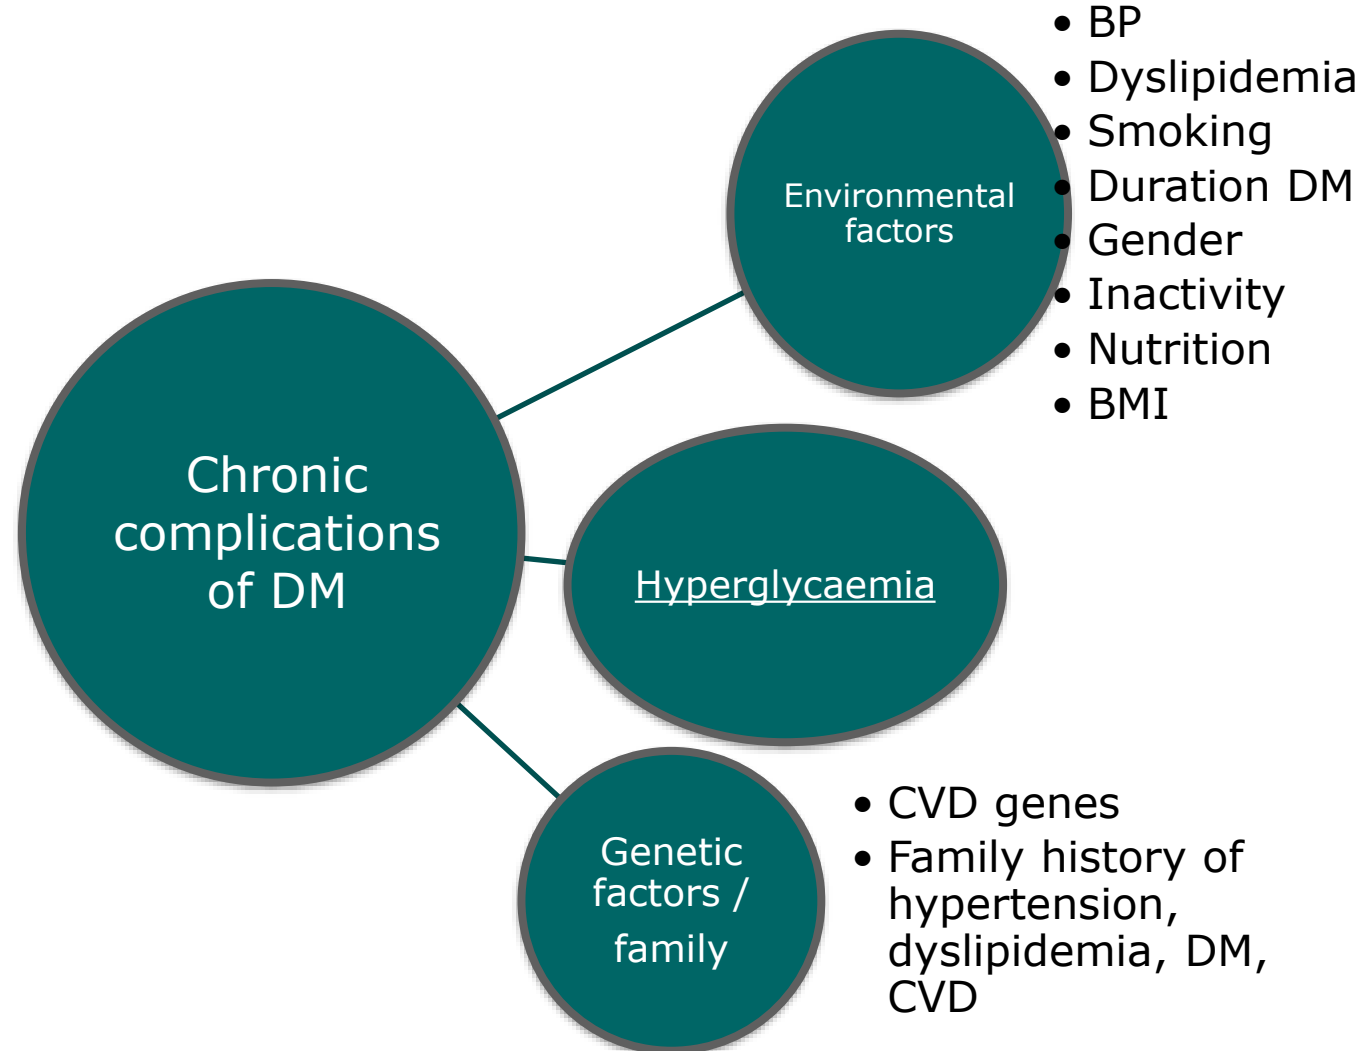 • BP
• Dyslipidemia
• Smoking
• Duration DM
• Gender
• Inactivity
• Nutrition
• BMI
Environmental
factors
Chronic
complications
of DM
Hyperglycaemia
Genetic
factors /
family
• CVD genes
• Family history of
hypertension,
dyslipidemia, DM,
CVD